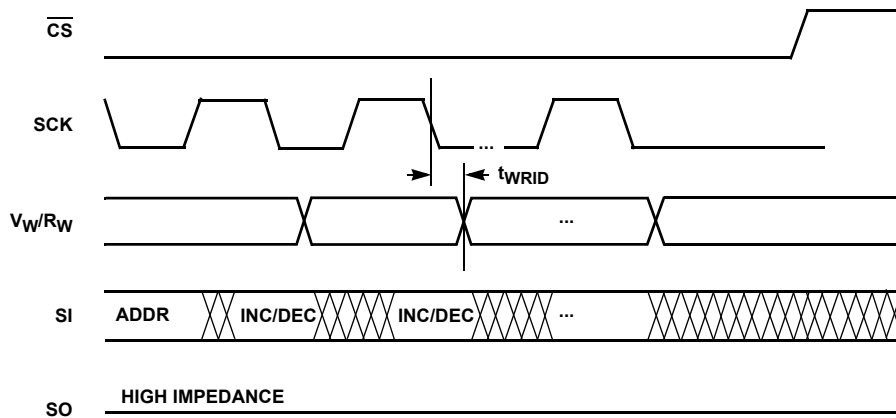 CS
SCK
...
tWRID
VW/RW
...
SI
ADDR
INC/DEC
INC/DEC
...
SO
HIGH IMPEDANCE